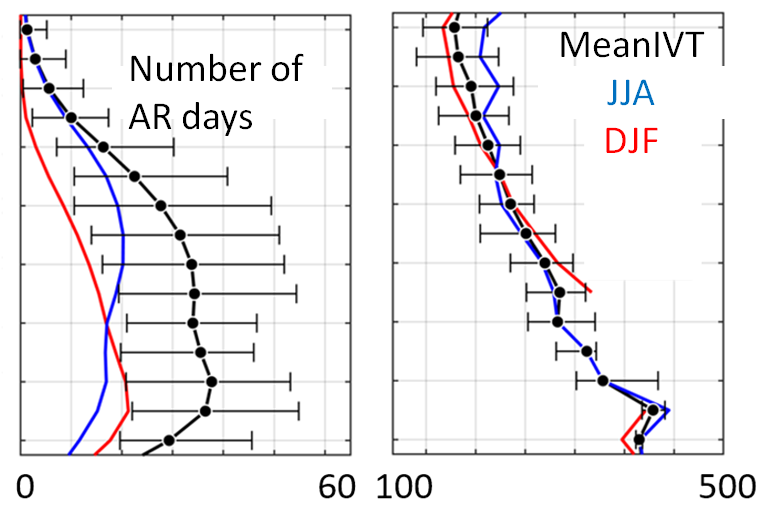 Number of
AR days
MeanIVT
JJA
DJF
0
60
100
500